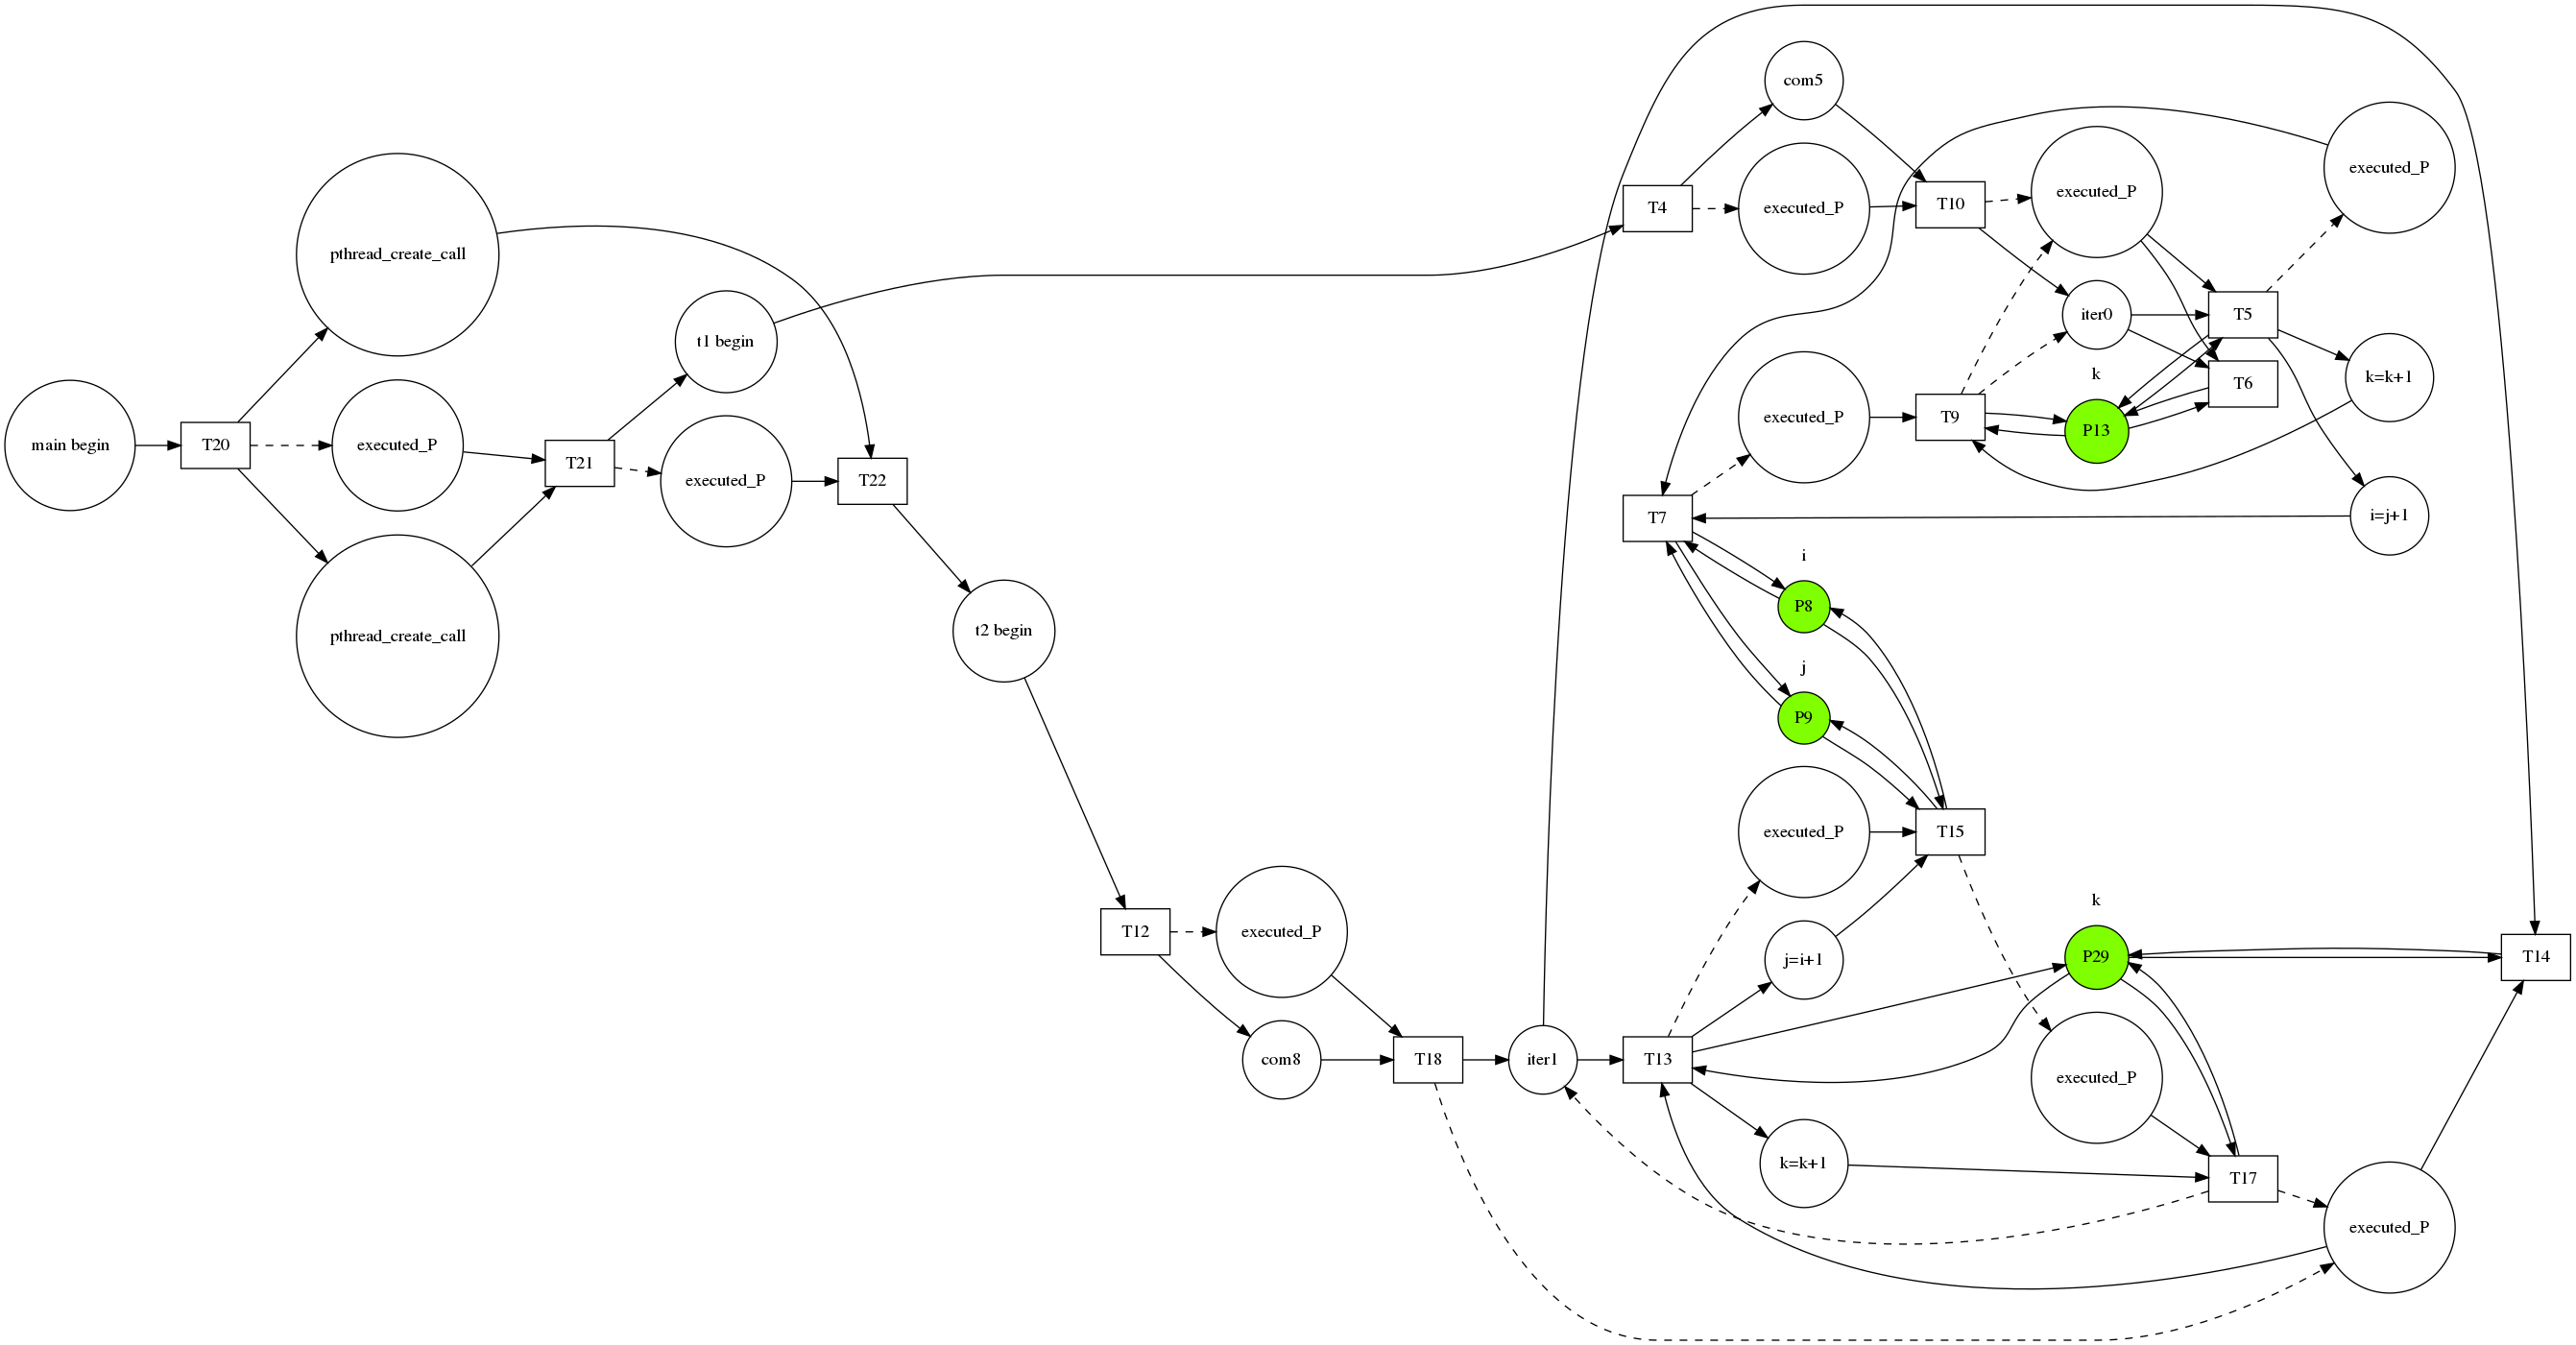 com5
executed_P
executed_P
executed_P
T4
T10
pthread_create_call
iter0
T5
t1 begin
k
k=k+1
T6
executed_P
T9
P13
main begin
T20
executed_P
T21
executed_P
T22
T7
i=j+1
i
P8
t2 begin
pthread_create_call
j
P9
executed_P
T15
k
T12
executed_P
j=i+1
P29
T14
com8
T18
iter1
T13
executed_P
k=k+1
T17
executed_P